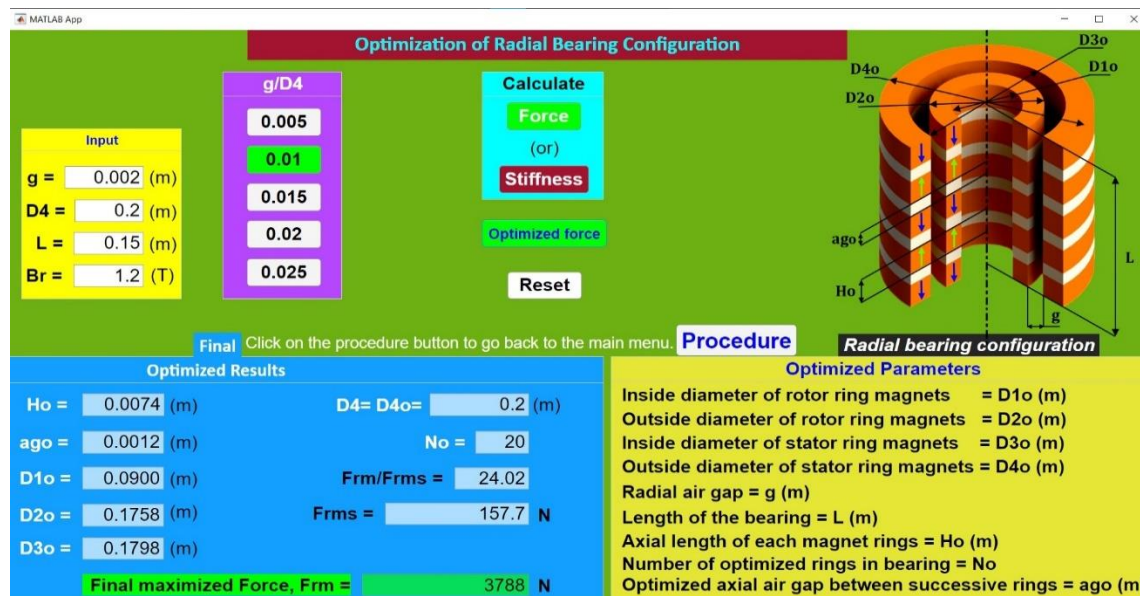 MATLAB App
Optimization of Radial Bearing Configuration
Input
g = 0.002 (m)
D4 = 0.2 (m)
L = 0.15 (m)
Br = 1.2 (T)
g/D4
0.005
0.01
0.015
0.02
0.025
Calculate
Force
(or)
Stiffness
Optimized force
Reset
D3o
D4o
D1o
D2o
ago
L
Ho
g
Radial bearing configuration
Final Click on the procedure button to go back to the main menu. Procedure
Optimized Results
Ho = 0.0074 (m)
D4= D4o= 0.2 (m)
ago = 0.0012 (m)
No = 20
D1o = 0.0900 (m)
Frm/Frms = 24.02
D2o = 0.1758 (m)
Frms = 157.7 N
D3o = 0.1798 (m)
Final maximized Force, Frm = 3788 N
Optimized Parameters
Inside diameter of rotor ring magnets = D1o (m)
Outside diameter of rotor ring magnets = D2o (m)
Inside diameter of stator ring magnets = D3o (m)
Outside diameter of stator ring magnets = D4o (m)
Radial air gap = g (m)
Length of the bearing = L (m)
Axial length of each magnet rings = Ho (m)
Number of optimized rings in bearing = No
Optimized axial air gap between successive rings = ago (m